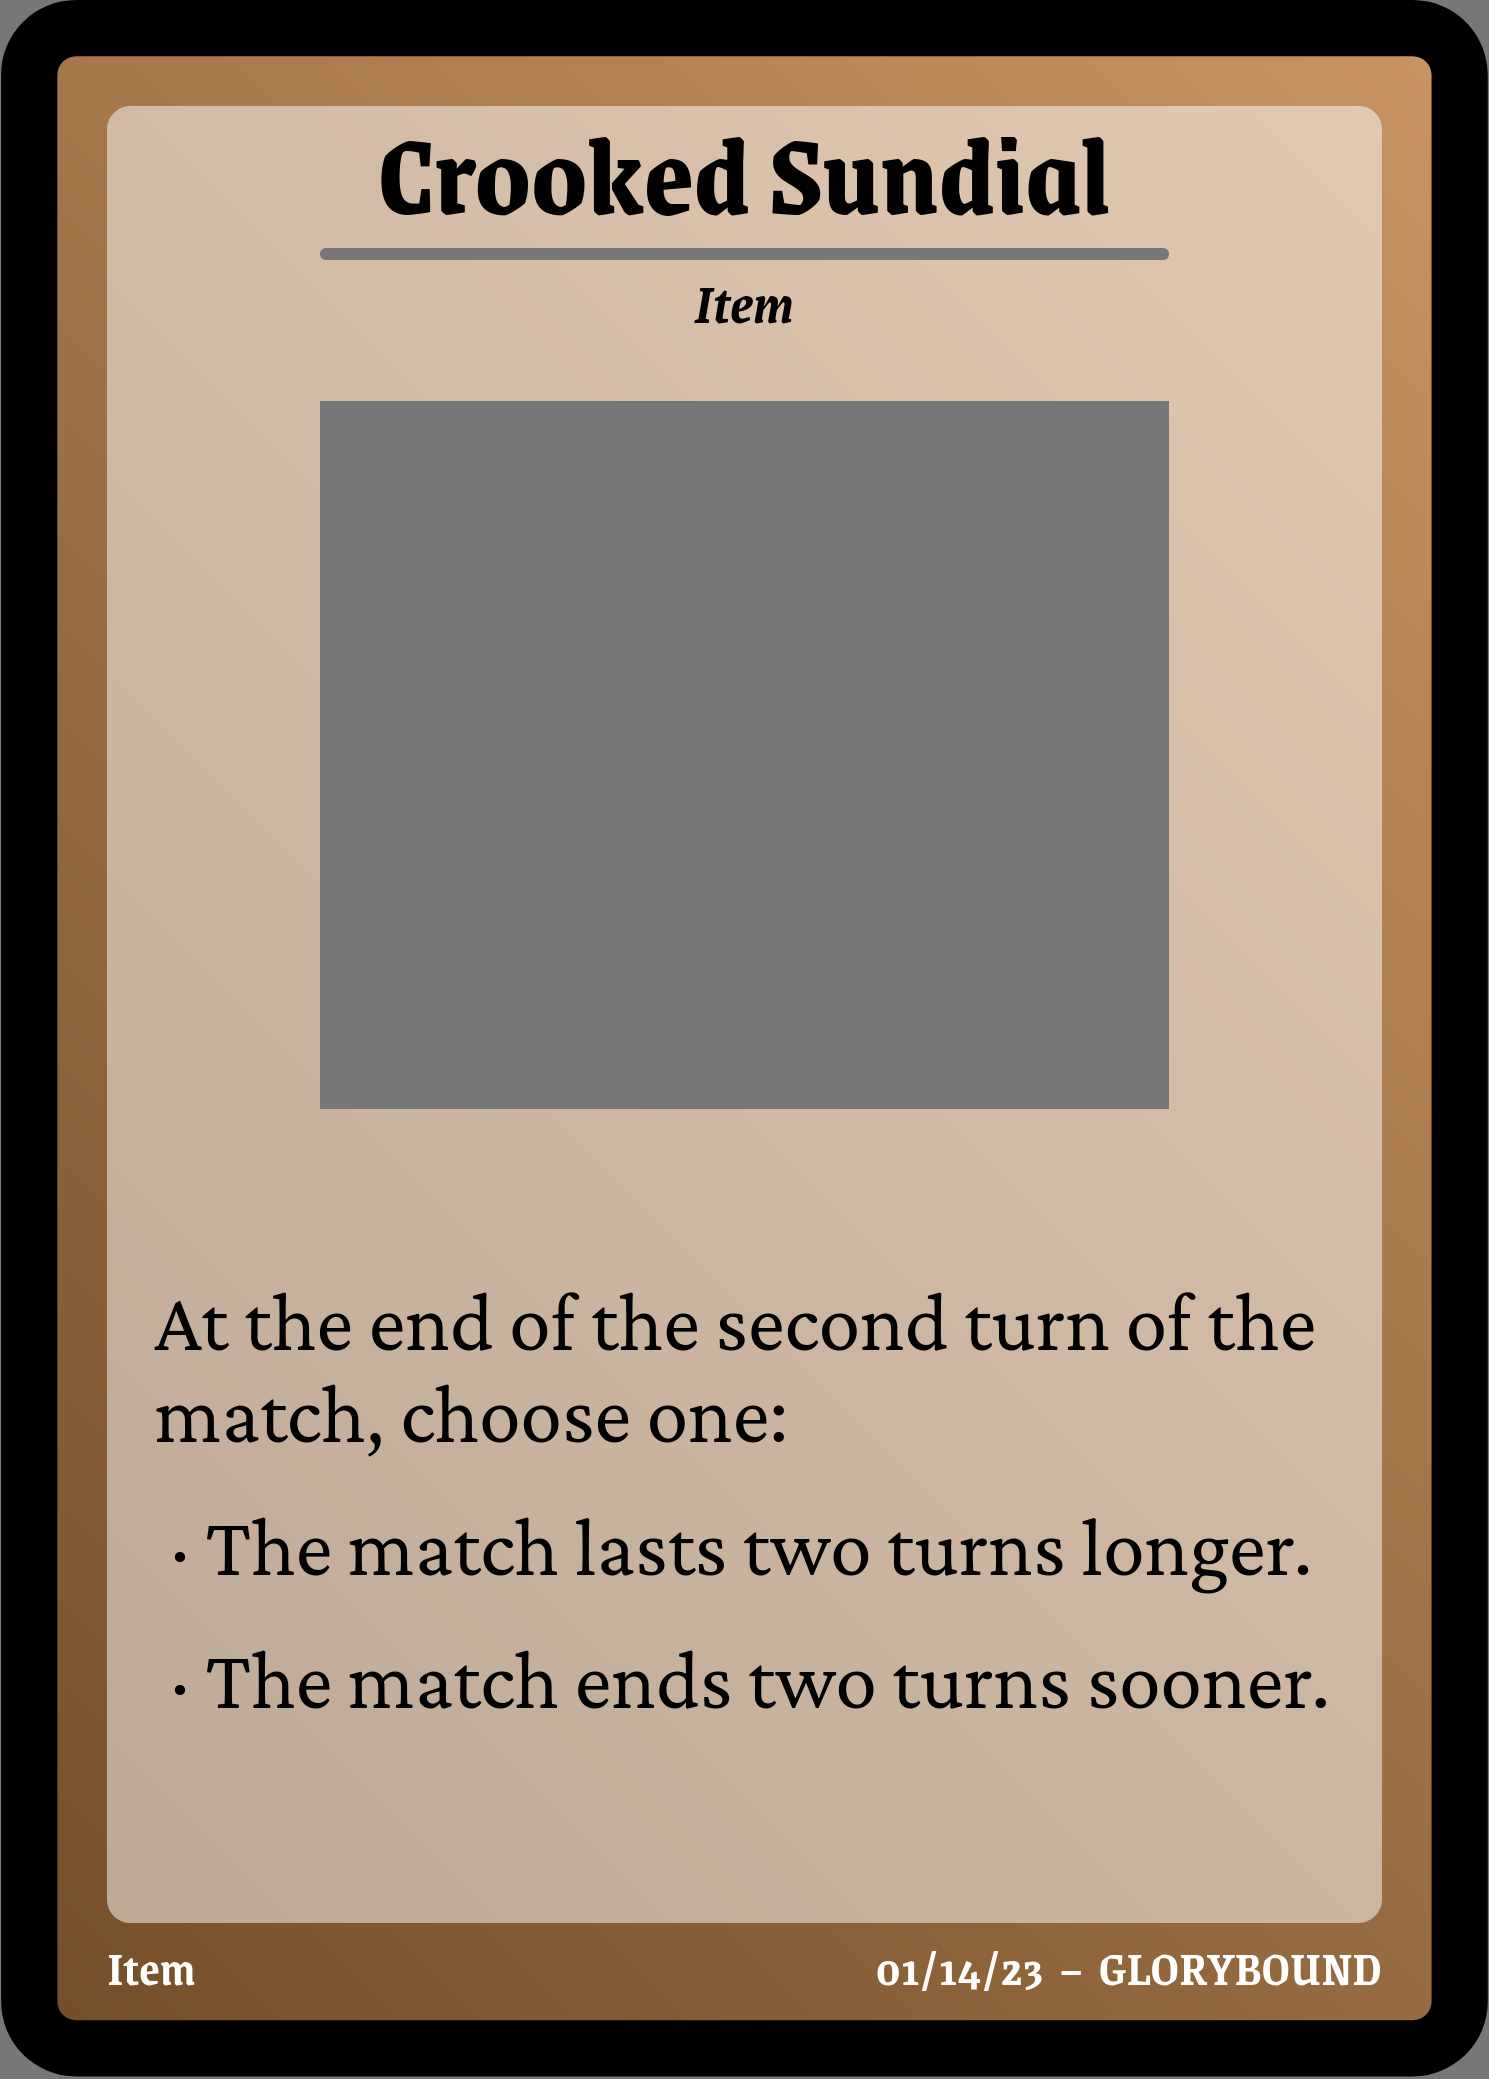 Crooked Sundial
Item
At the end of the second turn of the
match, choose one:
· The match lasts two turns longer.
· The match ends two turns sooner.
Item
01/14/23 – GLORYBOUND